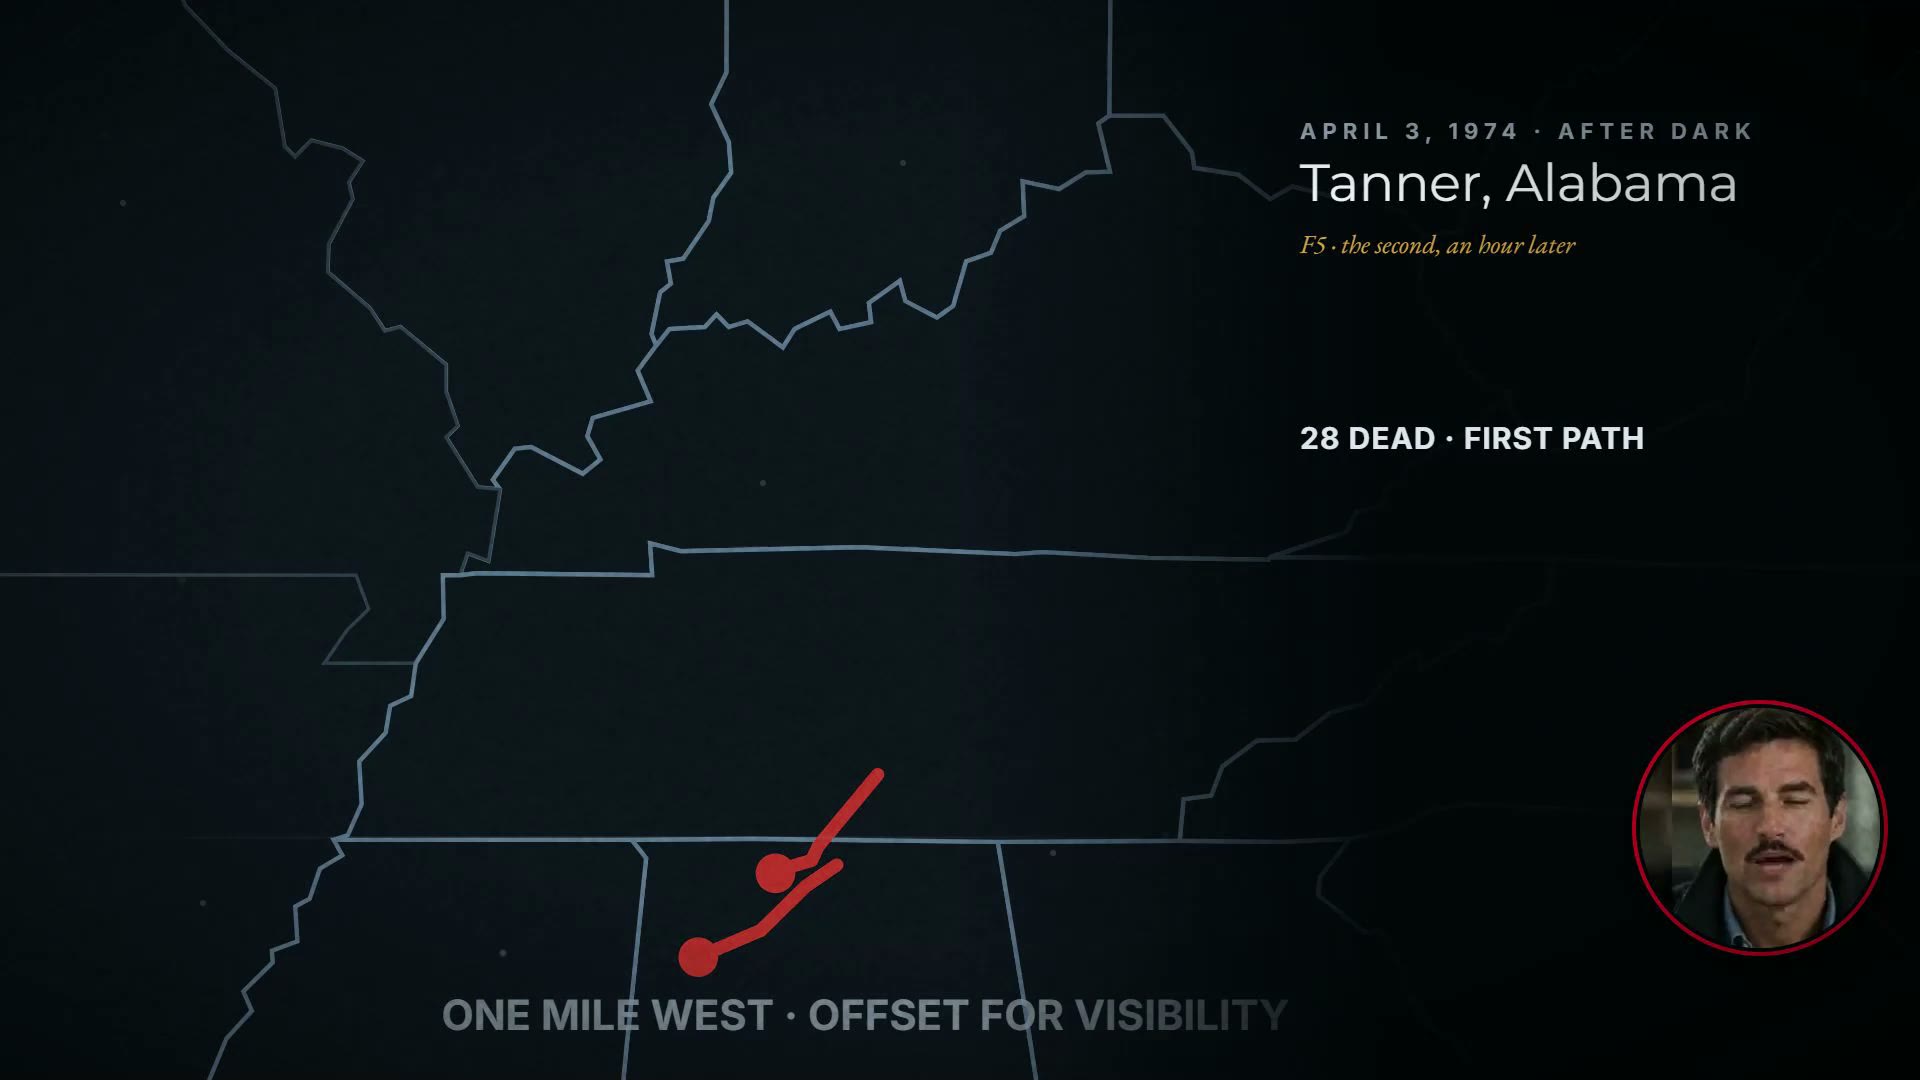 APRIL 3, 1974 · AFTER DARK
Tanner, Alabama
F5 · the second, an hour later
28 DEAD · FIRST PATH
ONE MILE WEST · OFFSET FOR VISIBILITY